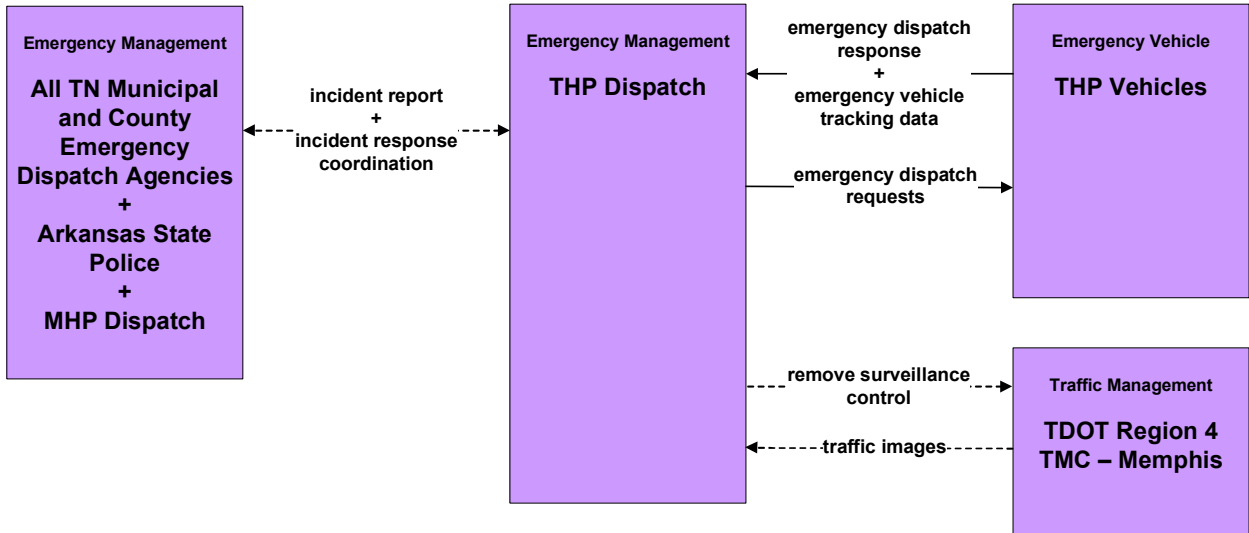 Emergency Management
All TN Municipal
and County
Emergency
Dispatch Agencies
+
Arkansas State
Police
+
MHP Dispatch
incident report
+
incident response
coordination
Emergency Management
THP Dispatch
emergency dispatch
response
+
emergency vehicle
tracking data
emergency dispatch
requests
Emergency Vehicle
THP Vehicles
remove surveillance
control
traffic images
Traffic Management
TDOT Region 4
TMC – Memphis